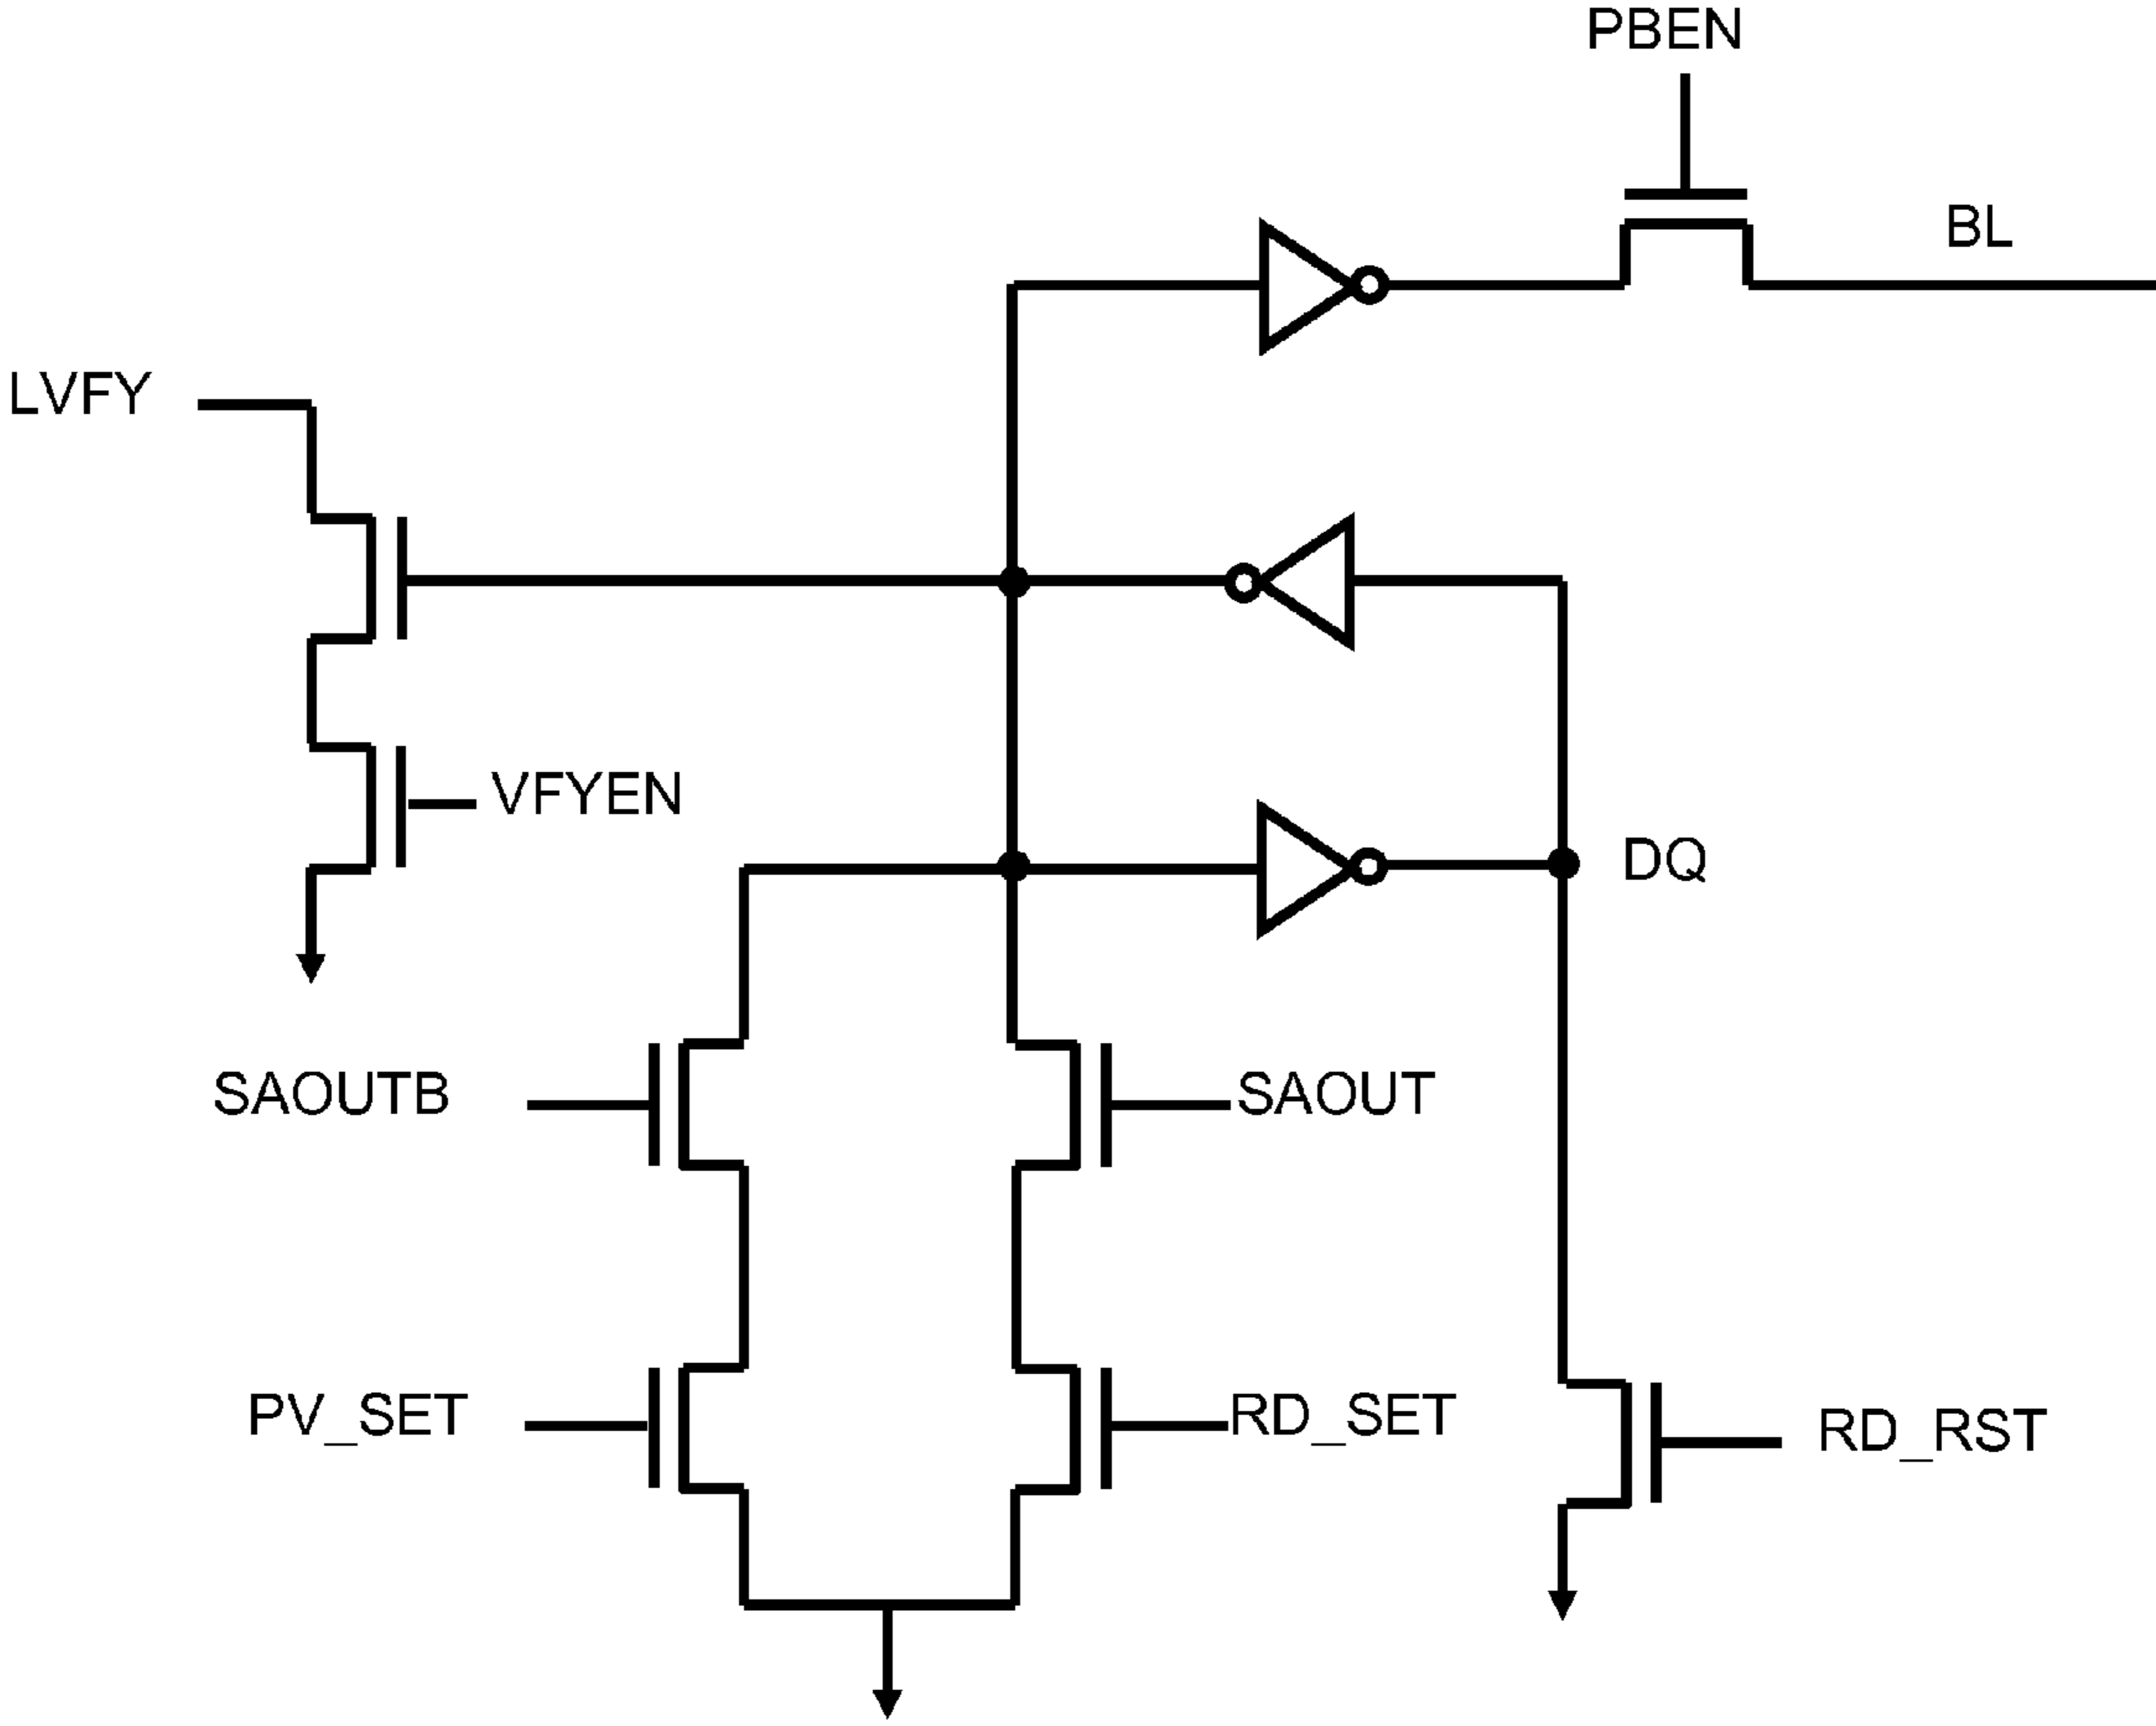 PBEN
BL
LVFY
VFYEN
DQ
SAOUTB
SAOUT
PV_SET
RD_SET
RD_RST